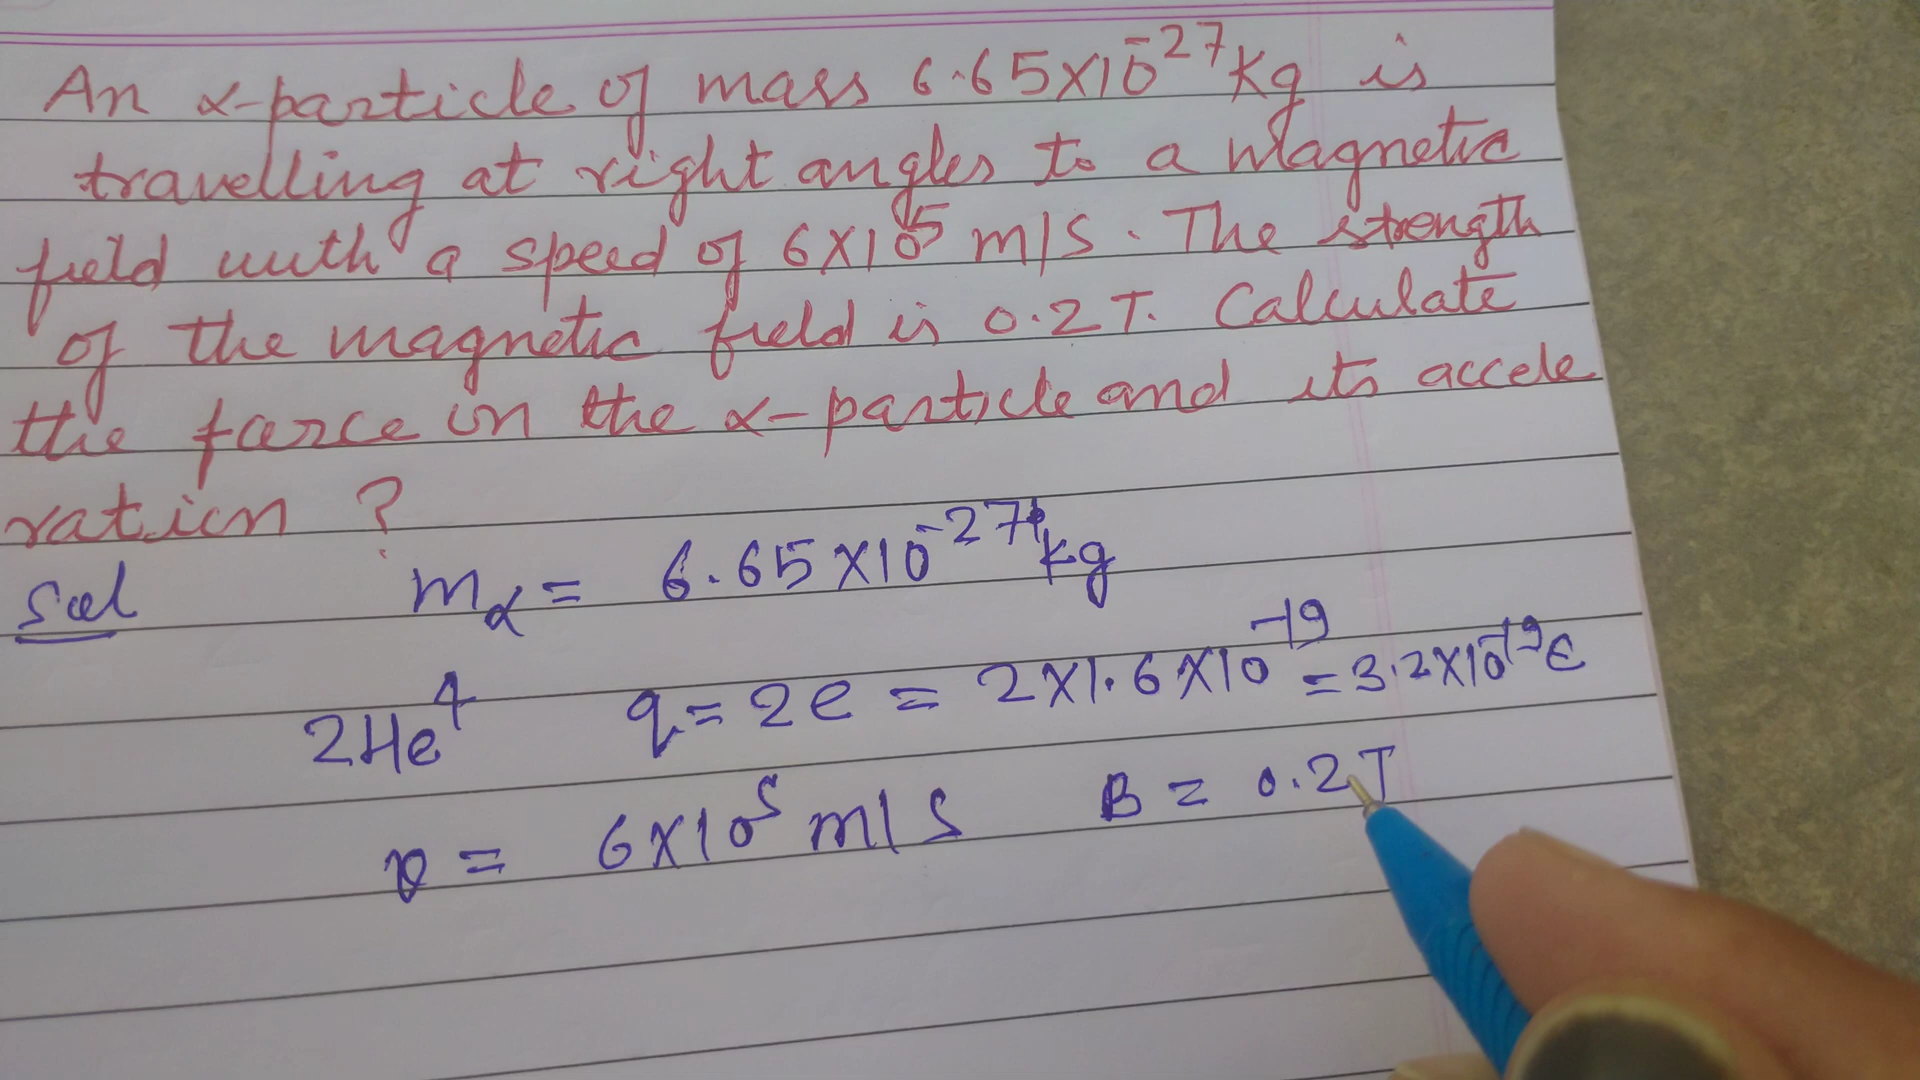 An α-particle of mass 6.65×10⁻²⁷ Kg is
travelling at right angles to a magnetic
field with a speed of 6×10⁵ m/s. The strength
of the magnetic field is 0.2 T. Calculate
the force on the α-particle and its accele
ration ?
Sol mα = 6.65×10⁻²⁷ kg
2He⁴ q = 2e = 2×1.6×10⁻¹⁹ = 3.2×10⁻¹⁹C
v = 6×10⁵ m/s B = 0.2T